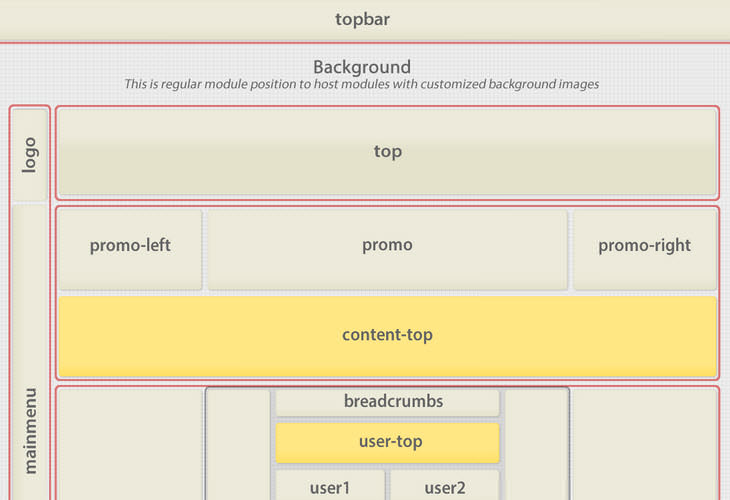 topbar
Background
This is regular module position to host modules with customized background images
logo
top
promo-left
promo
promo-right
content-top
mainmenu
breadcrumbs
user-top
user1
user2